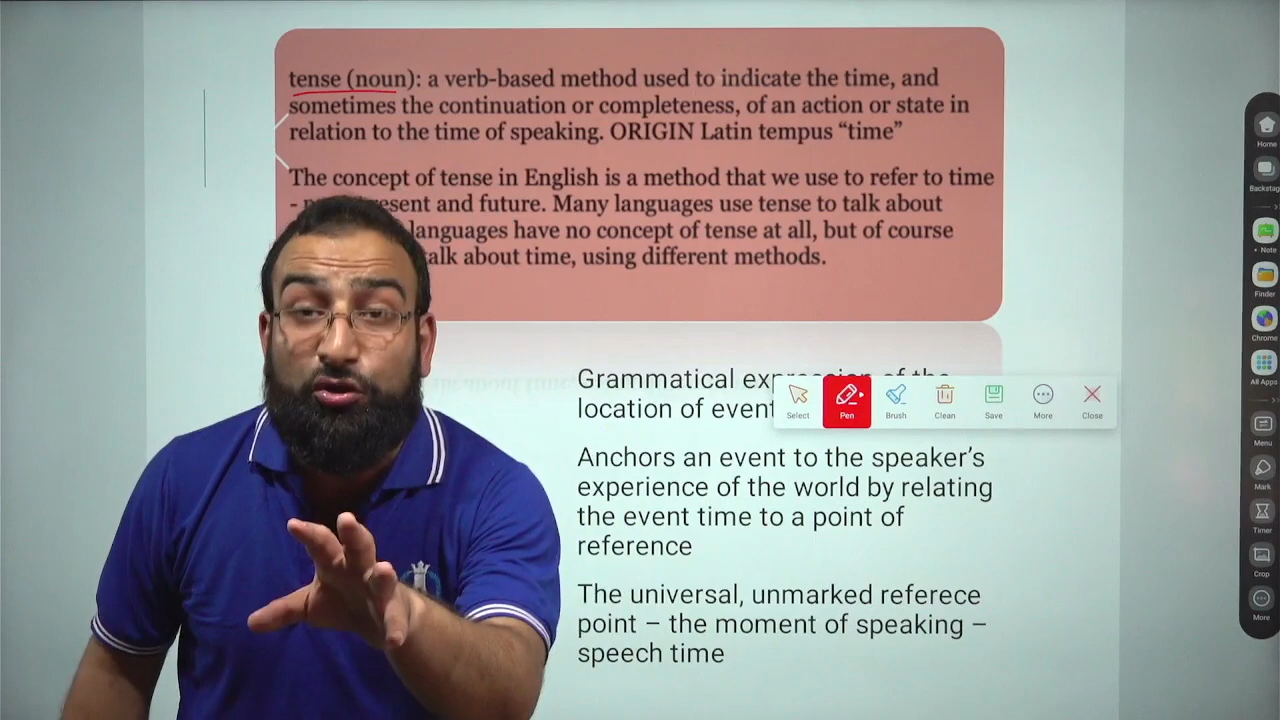 tense (noun): a verb-based method used to indicate the time, and
sometimes the continuation or completeness, of an action or state in
relation to the time of speaking. ORIGIN Latin tempus “time”
The concept of tense in English is a method that we use to refer to time
- present and future. Many languages use tense to talk about
languages have no concept of tense at all, but of course
talk about time, using different methods.
Grammatical expression of the
location of event
Anchors an event to the speaker’s
experience of the world by relating
the event time to a point of
reference
The universal, unmarked referece
point – the moment of speaking –
speech time
Select
Pen
Brush
Clean
Save
More
Close
Home
Backstag
Note
Finder
Chrome
All Apps
Menu
Mark
Timer
Crop
More